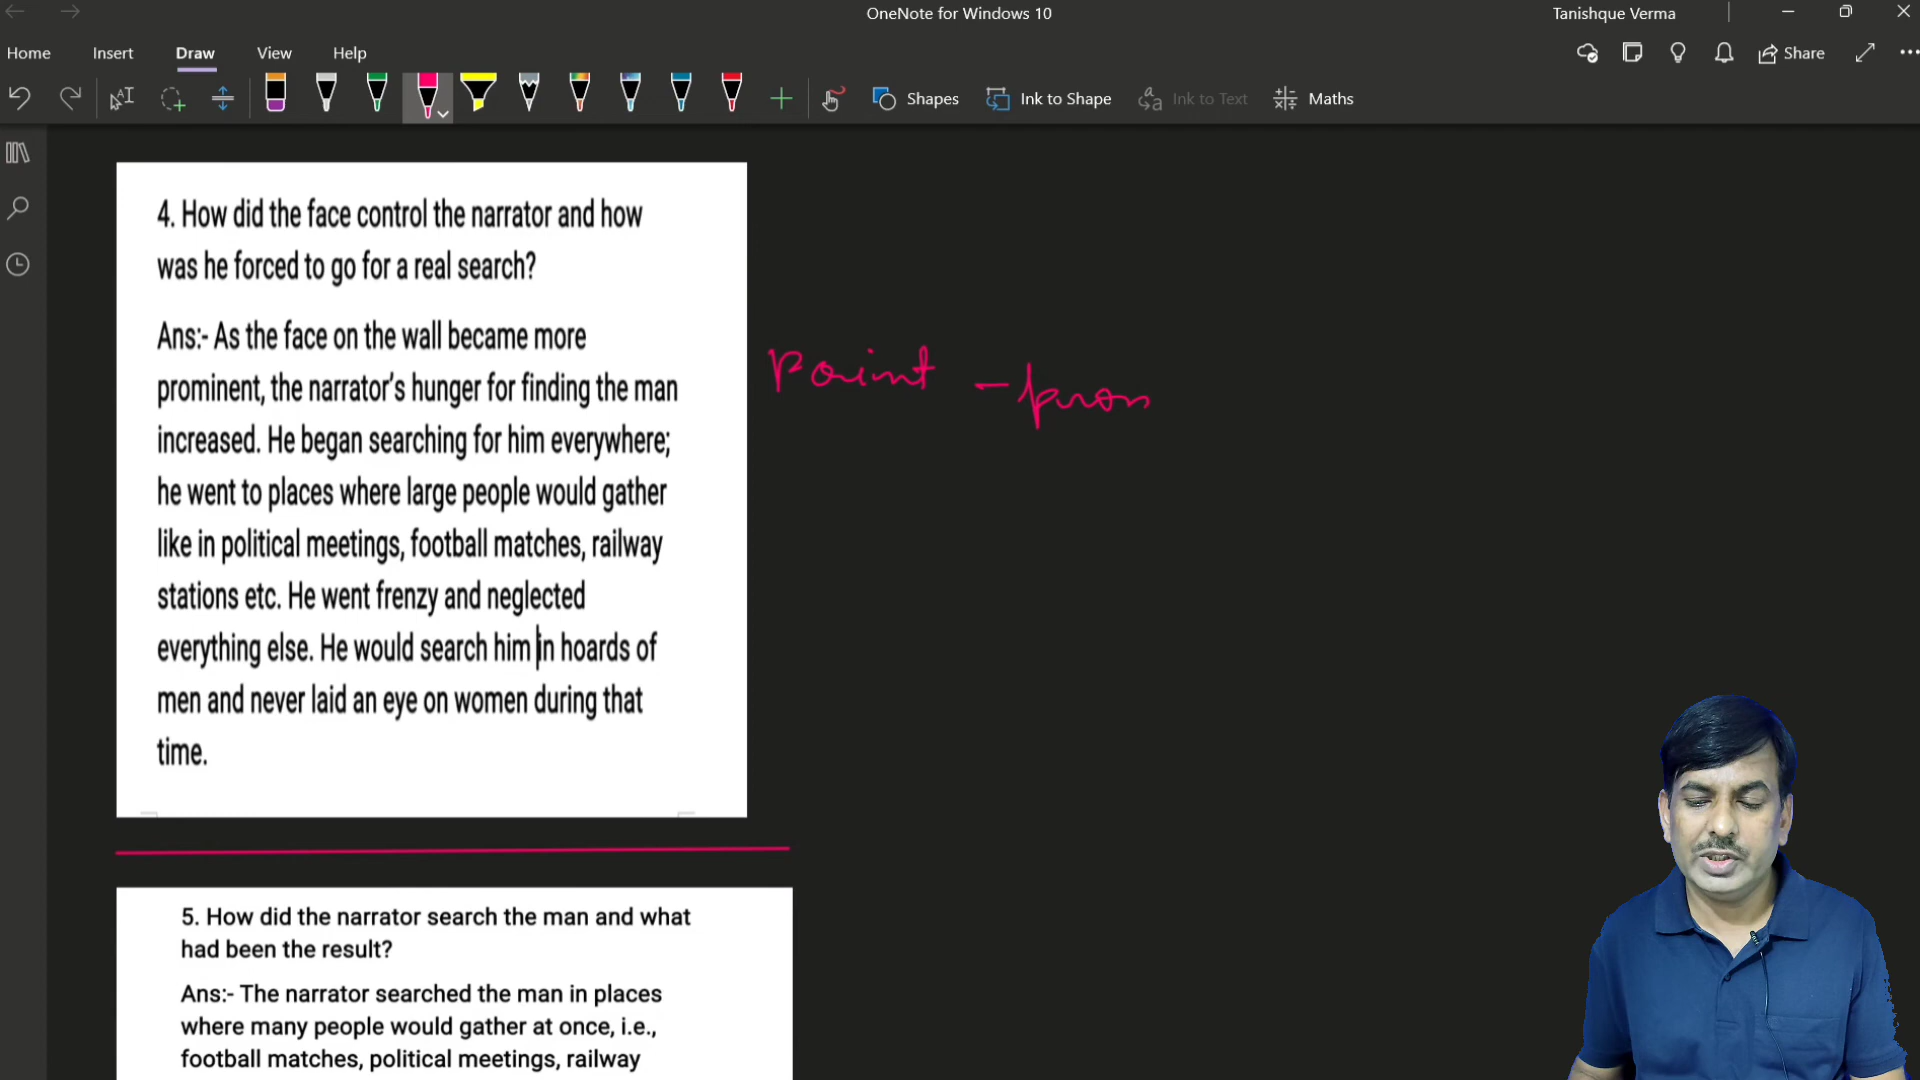 OneNote for Windows 10
Tanishque Verma
Home Insert Draw View Help
Share
Shapes Ink to Shape Ink to Text Maths
4. How did the face control the narrator and how
was he forced to go for a real search?
Ans:- As the face on the wall became more
prominent, the narrator's hunger for finding the man
increased. He began searching for him everywhere;
he went to places where large people would gather
like in political meetings, football matches, railway
stations etc. He went frenzy and neglected
everything else. He would search him in hoards of
men and never laid an eye on women during that
time.
Point - pron
5. How did the narrator search the man and what
had been the result?
Ans:- The narrator searched the man in places
where many people would gather at once, i.e.,
football matches, political meetings, railway